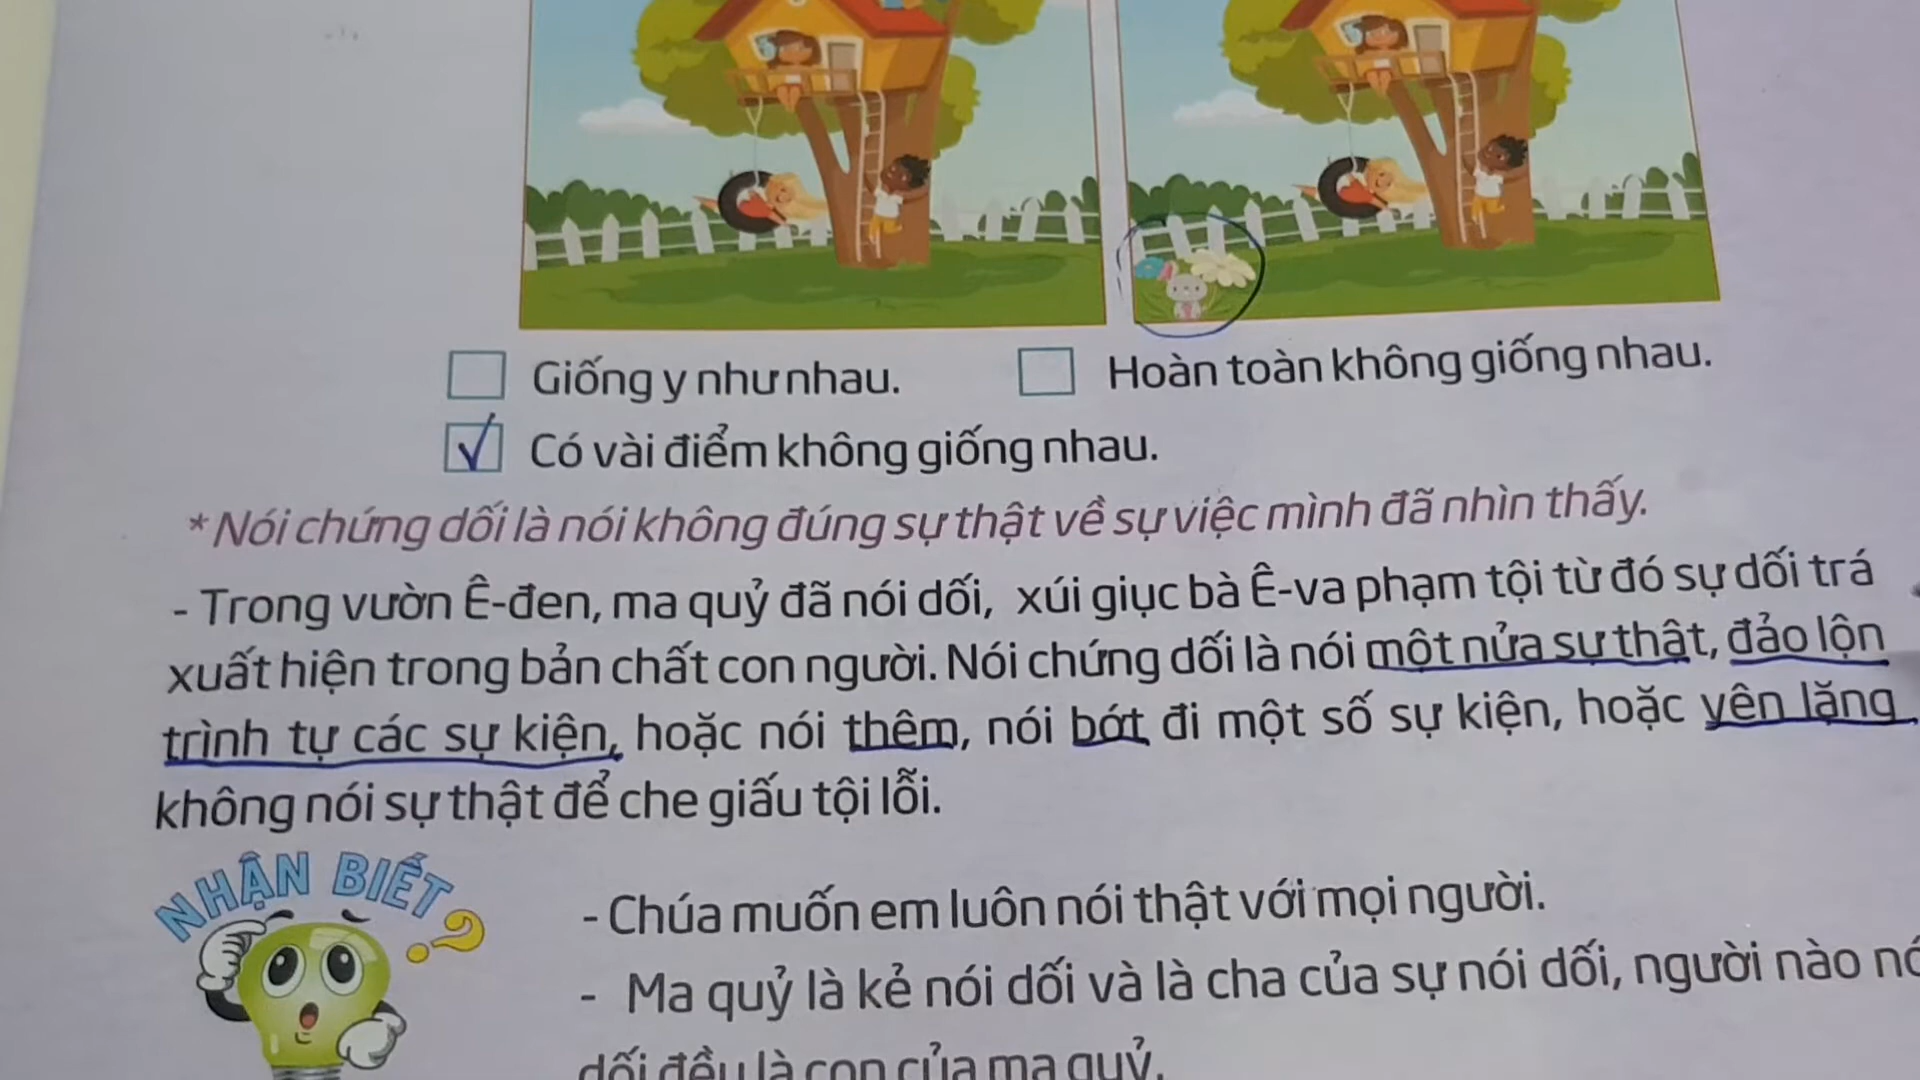 Giống y như nhau.
Hoàn toàn không giống nhau.
Có vài điểm không giống nhau.
* Nói chứng dối là nói không đúng sự thật về sự việc mình đã nhìn thấy.
- Trong vườn Ê-đen, ma quỷ đã nói dối, xúi giục bà Ê-va phạm tội từ đó sự dối trá
xuất hiện trong bản chất con người. Nói chứng dối là nói một nửa sự thật, đảo lộn
trình tự các sự kiện, hoặc nói thêm, nói bớt đi một số sự kiện, hoặc yên lặng
không nói sự thật để che giấu tội lỗi.
NHẬN BIẾT?
- Chúa muốn em luôn nói thật với mọi người.
- Ma quỷ là kẻ nói dối và là cha của sự nói dối, người nào
dối đều là con của ma quỷ.